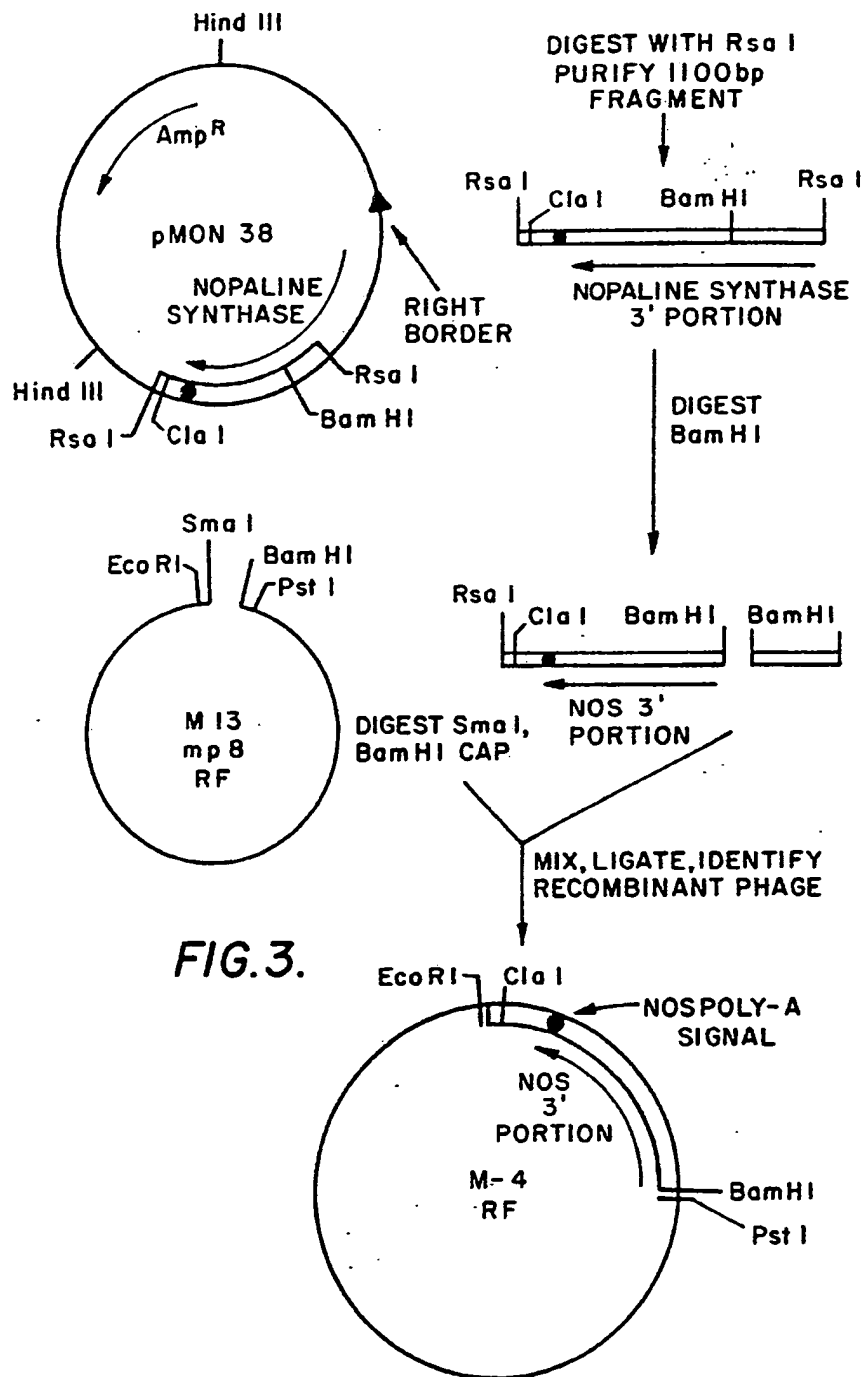 Hind III
Amp R
pMON 38
NOPALINE
SYNTHASE
RIGHT
BORDER
Hind III
Rsa I
Cla I
Bam HI
Rsa I
DIGEST WITH Rsa I
PURIFY 1100bp
FRAGMENT
Rsa I
Cla I
Bam HI
Rsa I
NOPALINE SYNTHASE
3' PORTION
DIGEST
Bam HI
Sma I
Eco RI
Bam HI
Pst I
M 13
mp 8
RF
Rsa I
Cla I
Bam HI
Bam HI
NOS 3'
PORTION
DIGEST Sma I,
Bam HI CAP
MIX, LIGATE, IDENTIFY
RECOMBINANT PHAGE
FIG. 3.
Eco RI
Cla I
NOS POLY-A
SIGNAL
NOS
3'
PORTION
M-4
RF
Bam HI
Pst I